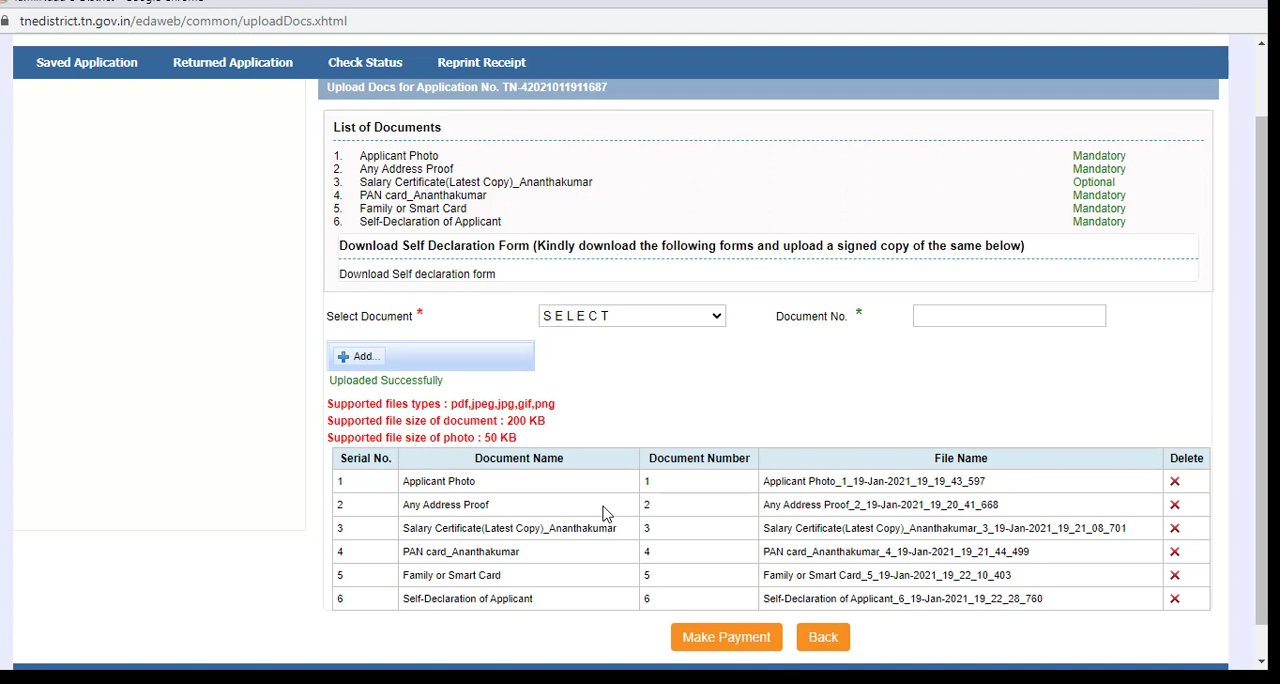 tnedistrict.tn.gov.in/edaweb/common/uploadDocs.xhtml
Saved Application Returned Application Check Status Reprint Receipt
Upload Docs for Application No. TN-42021011911687
List of Documents
1. Applicant Photo Mandatory
2. Any Address Proof Mandatory
3. Salary Certificate(Latest Copy)_Ananthakumar Optional
4. PAN card_Ananthakumar Mandatory
5. Family or Smart Card Mandatory
6. Self-Declaration of Applicant Mandatory
Download Self Declaration Form (Kindly download the following forms and upload a signed copy of the same below)
Download Self declaration form
Select Document * SELECT Document No. *
Add...
Uploaded Successfully
Supported files types : pdf,jpeg,jpg,gif,png
Supported file size of document : 200 KB
Supported file size of photo : 50 KB
Serial No. Document Name Document Number File Name Delete
1 Applicant Photo 1 Applicant Photo_1_19-Jan-2021_19_19_43_597
2 Any Address Proof 2 Any Address Proof_2_19-Jan-2021_19_20_41_668
3 Salary Certificate(Latest Copy)_Ananthakumar 3 Salary Certificate(Latest Copy)_Ananthakumar_3_19-Jan-2021_19_21_08_701
4 PAN card_Ananthakumar 4 PAN card_Ananthakumar_4_19-Jan-2021_19_21_44_499
5 Family or Smart Card 5 Family or Smart Card_5_19-Jan-2021_19_22_10_403
6 Self-Declaration of Applicant 6 Self-Declaration of Applicant_6_19-Jan-2021_19_22_28_760
Make Payment Back